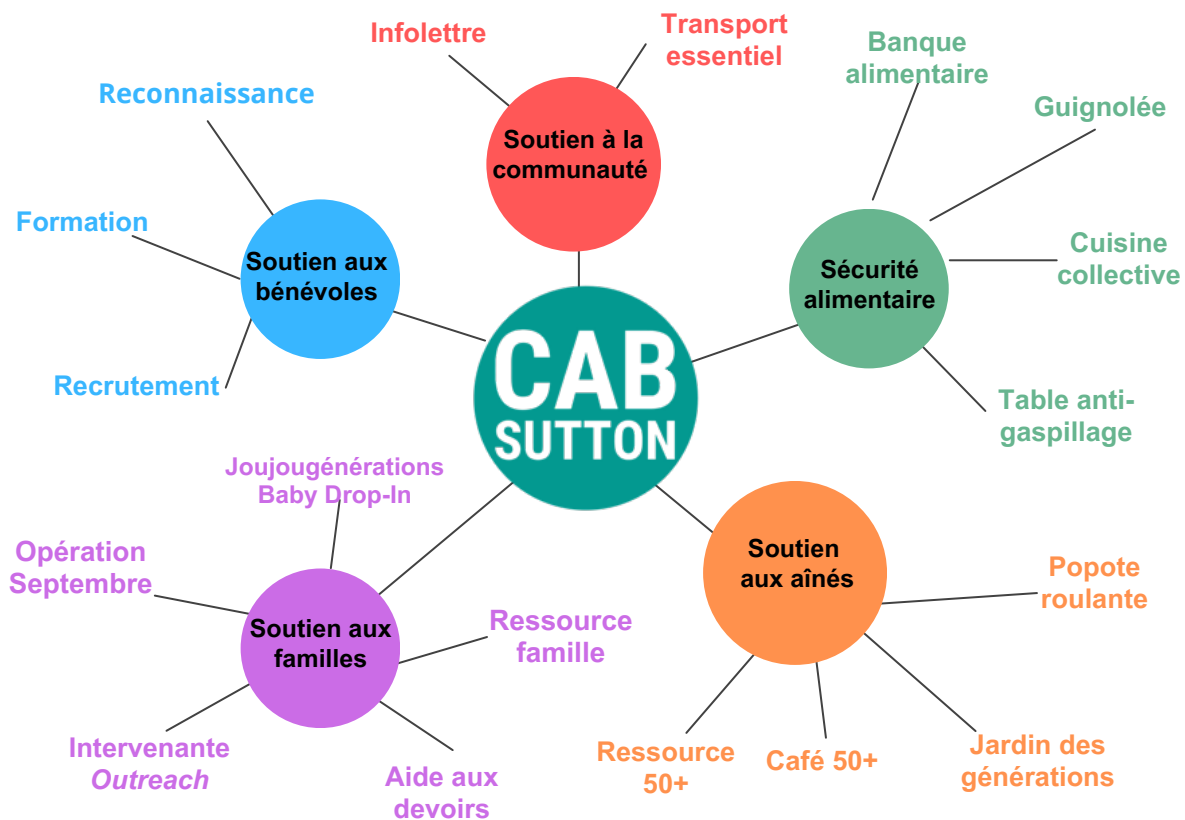 Infolettre
Transport
essentiel
Soutien à la
communauté
Banque
alimentaire
Guignolée
Cuisine
collective
Table anti-
gaspillage
Sécurité
alimentaire
Reconnaissance
Formation
Recrutement
Soutien aux
bénévoles
CAB
SUTTON
Joujougénérations
Baby Drop-In
Opération
Septembre
Soutien aux
familles
Ressource
famille
Intervenante
Outreach
Aide aux
devoirs
Soutien
aux aînés
Popote
roulante
Ressource
50+
Café 50+
Jardin des
générations